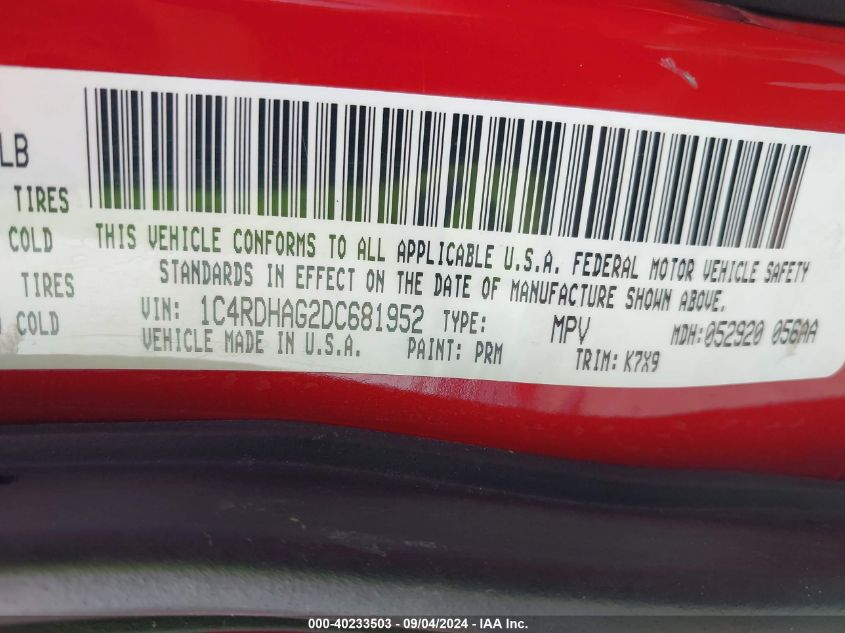 LB
TIRES
COLD
TIRES
COLD
THIS VEHICLE CONFORMS TO ALL APPLICABLE U.S.A. FEDERAL MOTOR VEHICLE SAFETY
STANDARDS IN EFFECT ON THE DATE OF MANUFACTURE SHOWN ABOVE.
VIN: 1C4RDHAG2DC681952 TYPE: MPV MDH:052920 056AA
VEHICLE MADE IN U.S.A. PAINT: PRM TRIM: K7X9
000-40233503 - 09/04/2024 - IAA Inc.